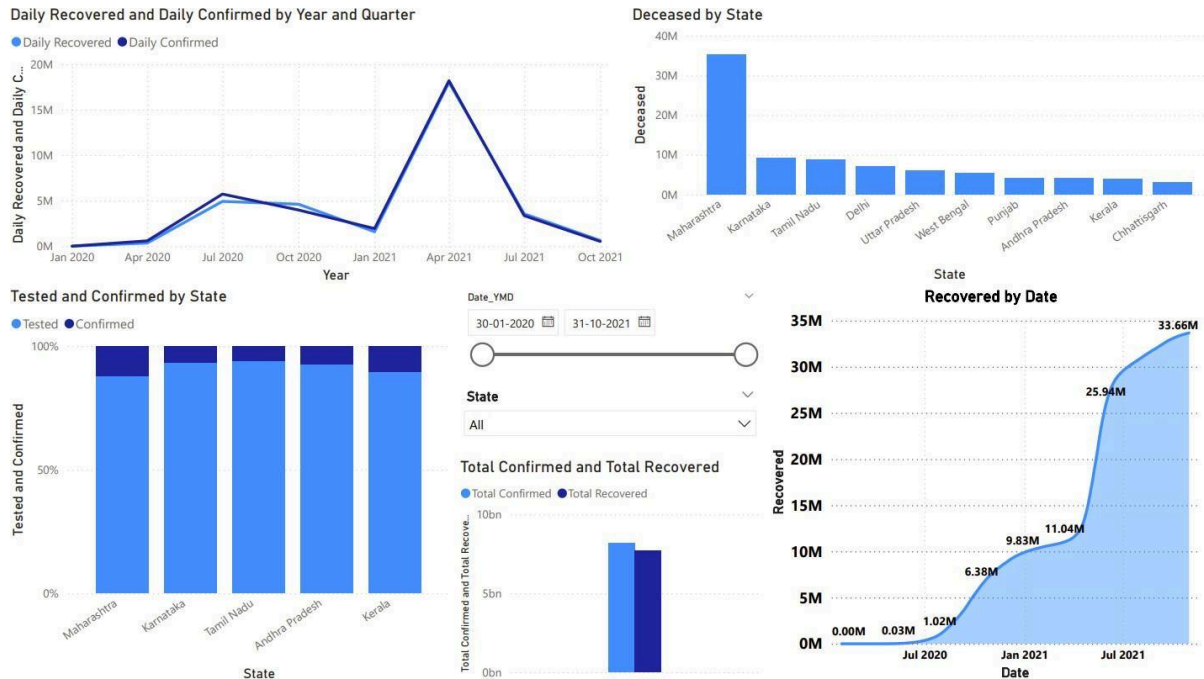 Daily Recovered and Daily Confirmed by Year and Quarter
Daily Recovered Daily Confirmed
Daily Recovered and Daily C...
20M
15M
10M
5M
0M
Jan 2020 Apr 2020 Jul 2020 Oct 2020 Jan 2021 Apr 2021 Jul 2021 Oct 2021
Year
Deceased by State
Deceased
40M
30M
20M
10M
0M
Maharashtra Karnataka Tamil Nadu Delhi Uttar Pradesh West Bengal Punjab Andhra Pradesh Kerala Chhattisgarh
State
Tested and Confirmed by State
Tested Confirmed
Tested and Confirmed
100%
50%
0%
Maharashtra Karnataka Tamil Nadu Andhra Pradesh Kerala
State
Date_YMD
30-01-2020 31-10-2021
State
All
Total Confirmed and Total Recovered
Total Confirmed Total Recovered
Total Confirmed and Total Recove...
10bn
5bn
0bn
Recovered by Date
Recovered
35M
30M
25M
20M
15M
10M
5M
0M
0.00M 0.03M 1.02M 6.38M 9.83M 11.04M 25.94M 33.66M
Jul 2020 Jan 2021 Jul 2021
Date